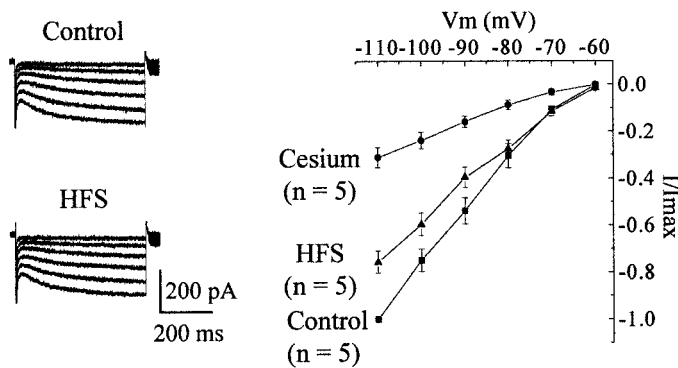 Control
HFS
200 pA
200 ms
Vm (mV)
-110 -100 -90 -80 -70 -60
0.0
-0.2
-0.4
-0.6
-0.8
-1.0
I/Imax
Cesium
(n = 5)
HFS
(n = 5)
Control
(n = 5)